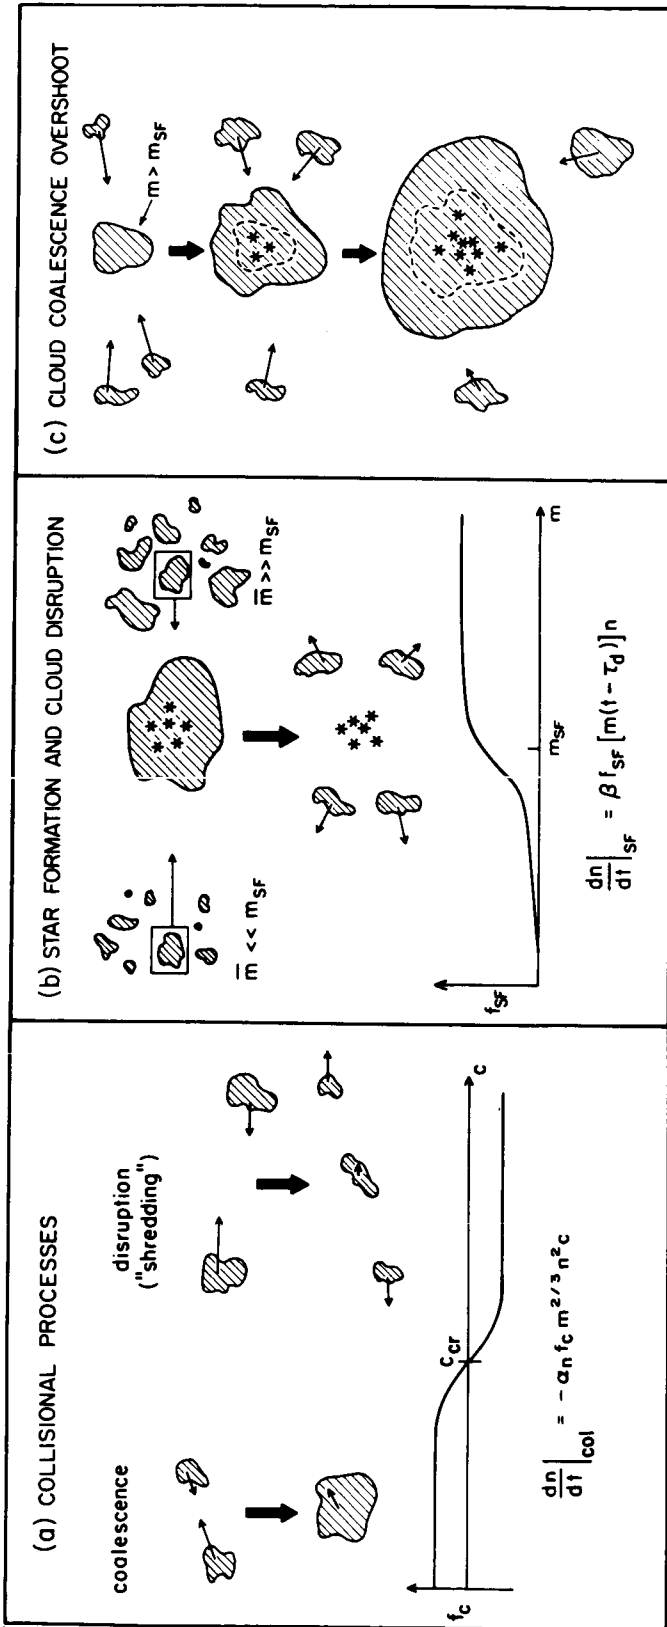 (a) COLLISIONAL PROCESSES
coalescence
disruption
("shredding")
f_c
C_cr
c
dn/dt|_col = - α_n f_c m^{2/3} n^2 c
(b) STAR FORMATION AND CLOUD DISRUPTION
m̅ << m_SF
m̅ >> m_SF
f_SF
m_SF
m
dn/dt|_SF = β f_SF [m(t - τ_d)] n
(c) CLOUD COALESCENCE OVERSHOOT
m > m_SF